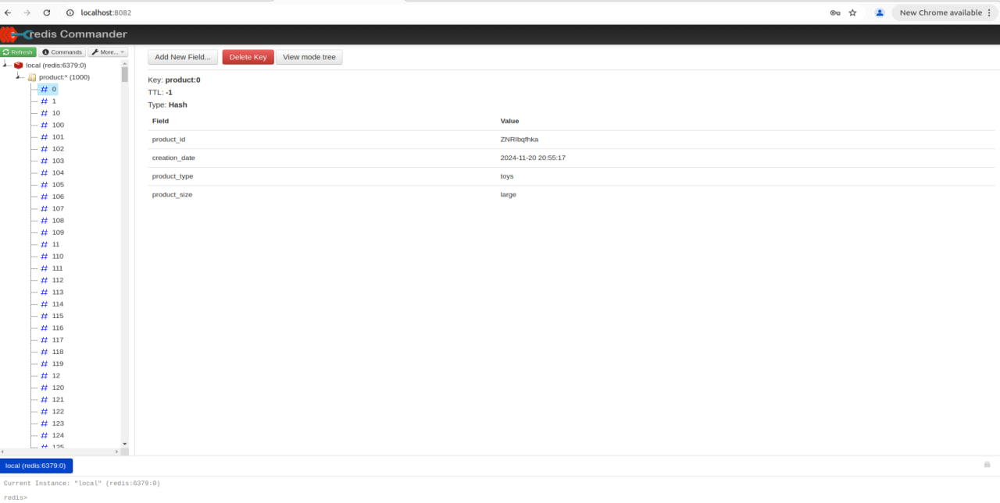 localhost:8082
New Chrome available
redis Commander
Refresh Commands More...
local (redis:6379:0)
product:* (1000)
# 0
# 1
# 10
# 100
# 101
# 102
# 103
# 104
# 105
# 106
# 107
# 108
# 109
# 11
# 110
# 111
# 112
# 113
# 114
# 115
# 116
# 117
# 118
# 119
# 12
# 120
# 121
# 122
# 123
# 124
# 125
Add New Field... Delete Key View mode tree
Key: product:0
TTL: -1
Type: Hash
Field Value
product_id ZNRIbqfhka
creation_date 2024-11-20 20:55:17
product_type toys
product_size large
local (redis:6379:0)
Current Instance: "local" (redis:6379:0)
redis>